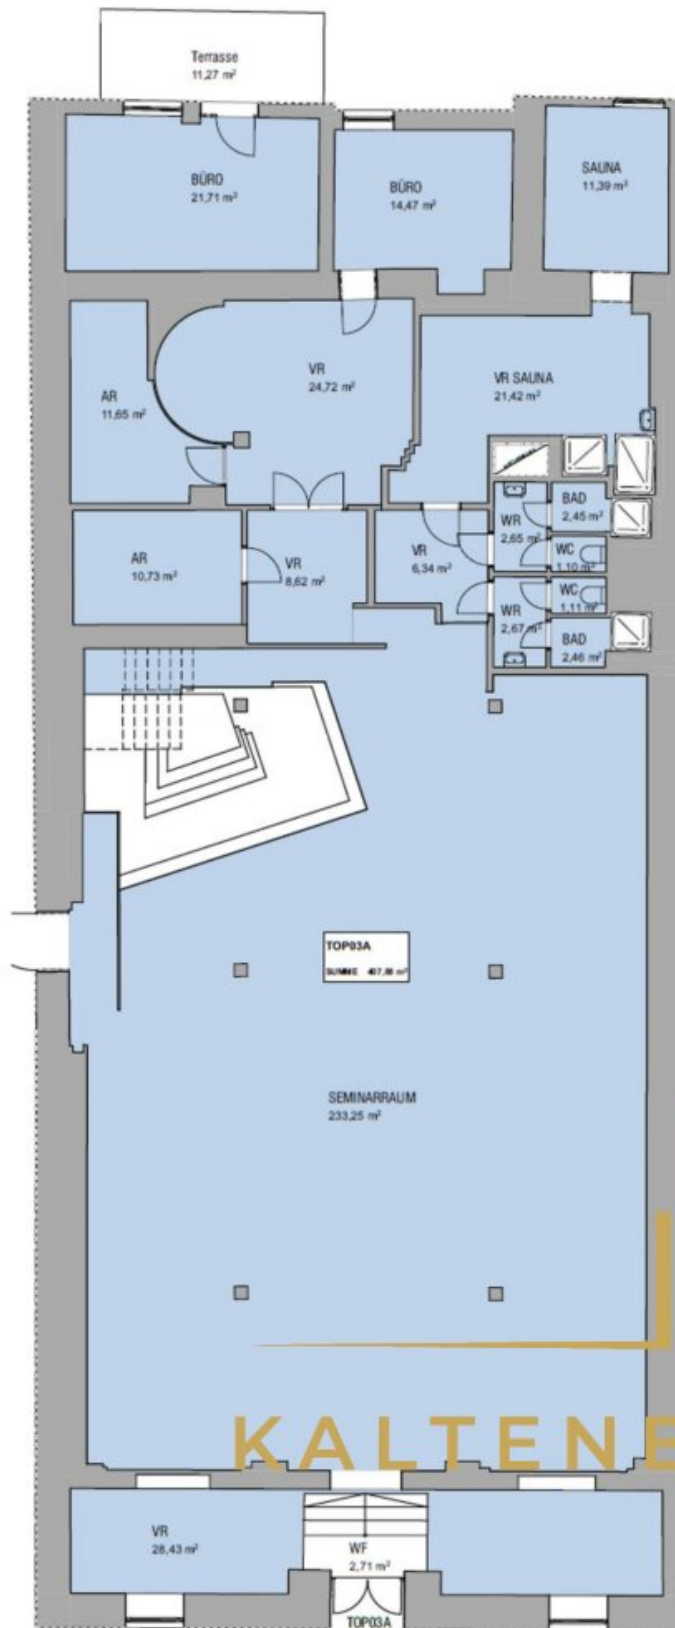 Terrasse
11,27 m²
BÜRO
21,71 m²
BÜRO
14,47 m²
SAUNA
11,39 m²
AR
11,65 m²
VR
24,72 m²
VR SAUNA
21,42 m²
AR
10,73 m²
VR
8,62 m²
VR
6,34 m²
WR
2,65 m²
BAD
2,45 m²
WC
1,10 m²
WR
2,67 m²
WC
1,11 m²
BAD
2,46 m²
TOP03A
SUMME 407,88 m²
SEMINARRAUM
233,25 m²
KALTENE
VR
28,43 m²
WF
2,71 m²
TOP03A